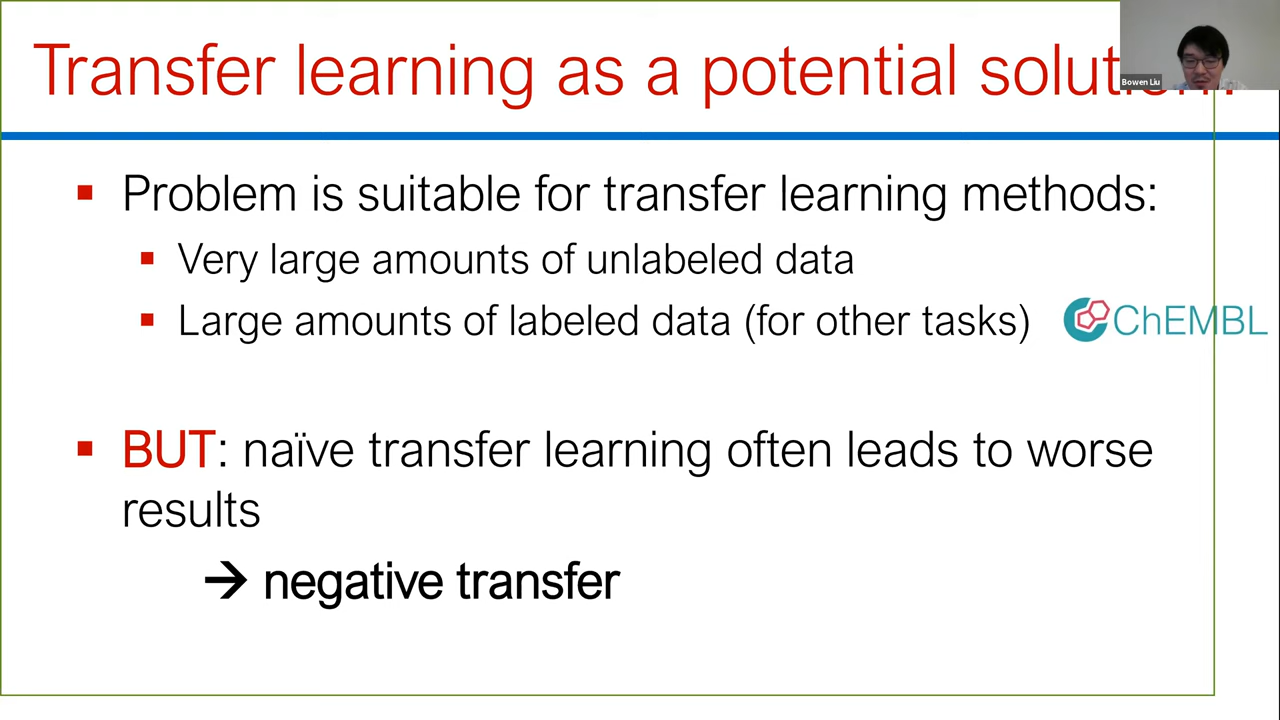 Transfer learning as a potential
Bowen Liu
▪ Problem is suitable for transfer learning methods:
▪ Very large amounts of unlabeled data
▪ Large amounts of labeled data (for other tasks)
ChEMBL
▪ BUT: naïve transfer learning often leads to worse
results
→ negative transfer